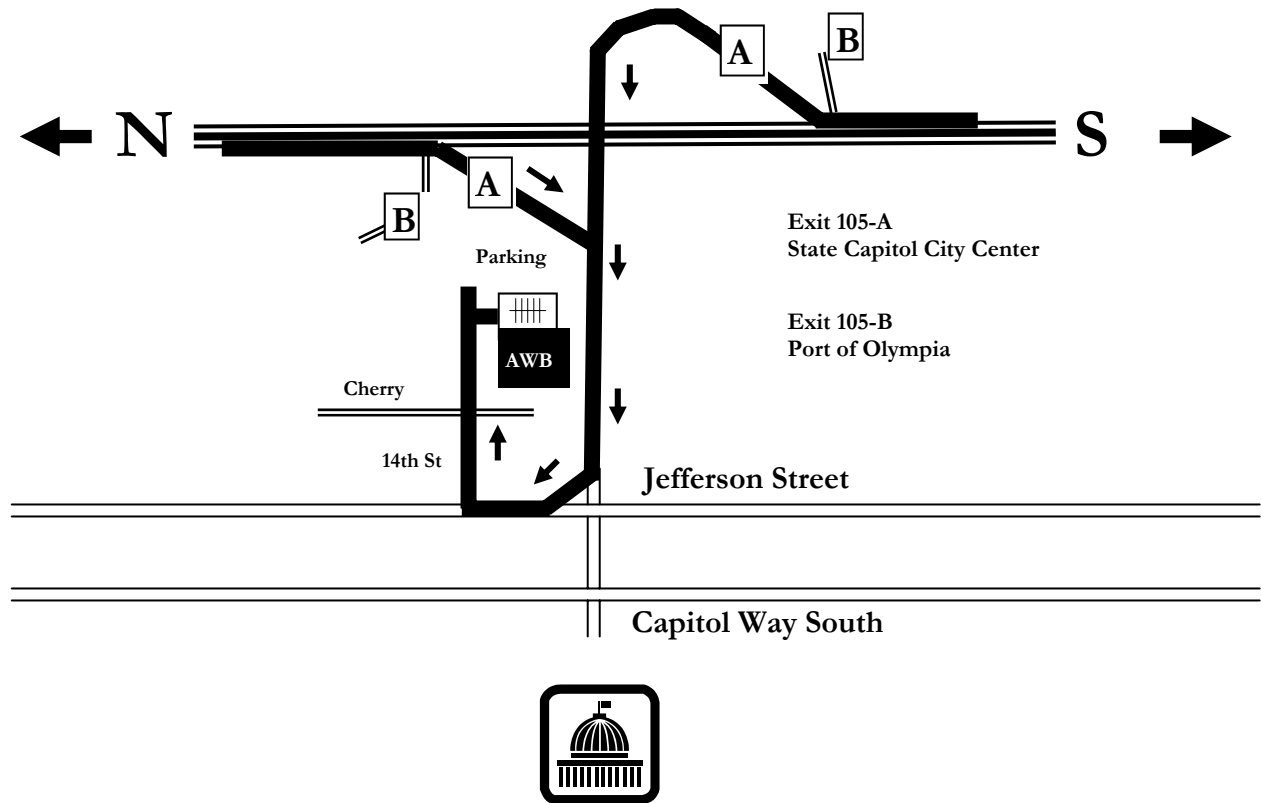 A
B
N
S
A
B
Exit 105-A
State Capitol City Center
Parking
Exit 105-B
Port of Olympia
AWB
Cherry
14th St
Jefferson Street
Capitol Way South